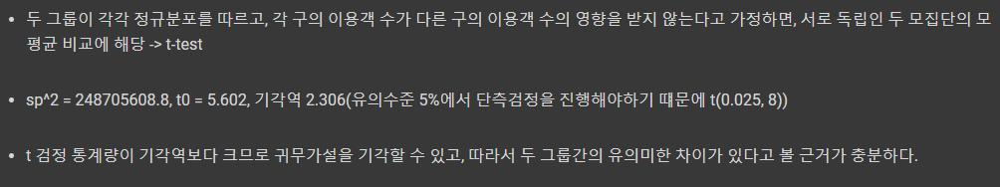 • 두 그룹이 각각 정규분포를 따르고, 각 구의 이용객 수가 다른 구의 이용객 수의 영향을 받지 않는다고 가정하면, 서로 독립인 두 모집단의 모
평균 비교에 해당 -> t-test
• sp^2 = 248705608.8, t0 = 5.602, 기각역 2.306(유의수준 5%에서 단측검정을 진행해야하기 떄문에 t(0.025, 8))
• t 검정 통계량이 기각역보다 크므로 귀무가설을 기각할 수 있고, 따라서 두 그룹간의 유의미한 차이가 있다고 볼 근거가 충분하다.